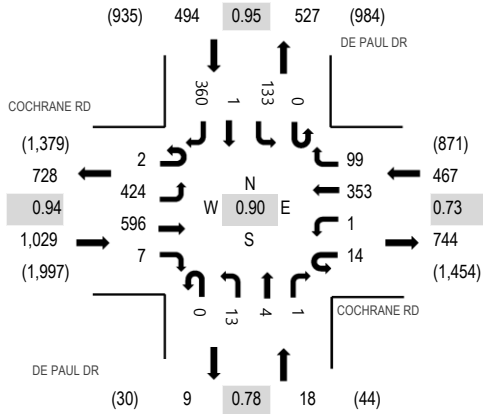 (935) 494 0.95 527 (984)
DE PAUL DR
360 1 133 0
COCHRANE RD
(1,379) (871)
2 99
728 467
N
424 353
0.94 W 0.90 E 0.73
596 1
1,029 S 744
7 14
(1,997) (1,454)
0 13 4 1
COCHRANE RD
DE PAUL DR
(30) 9 0.78 18 (44)